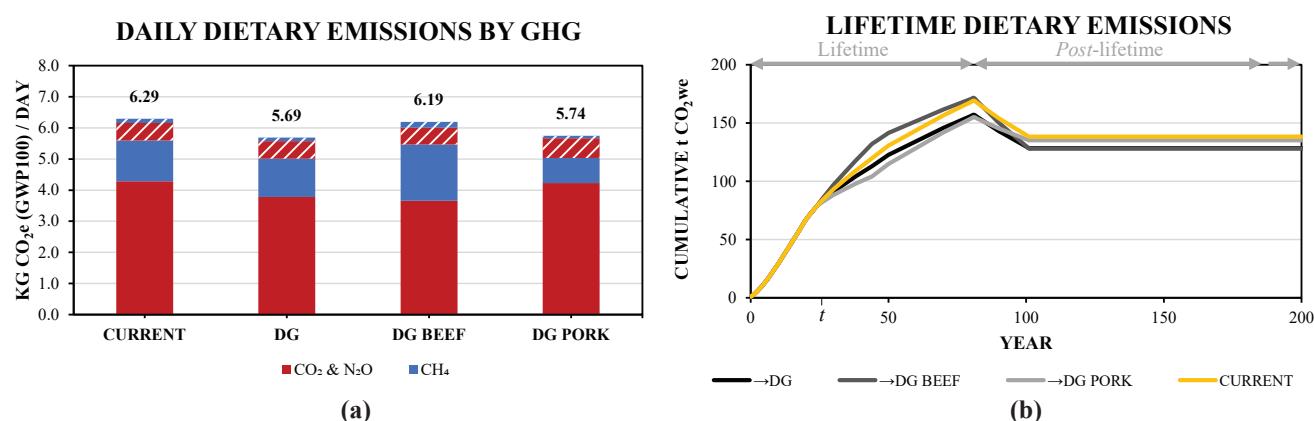 DAILY DIETARY EMISSIONS BY GHG
KG CO₂e (GWP100) / DAY
8.0
7.0
6.0
5.0
4.0
3.0
2.0
1.0
0.0
6.29
5.69
6.19
5.74
CURRENT
DG
DG BEEF
DG PORK
CO₂ & N₂O
CH₄
(a)
LIFETIME DIETARY EMISSIONS
Lifetime
Post-lifetime
CUMULATIVE t CO₂we
200
150
100
50
0
0
t
50
100
150
200
YEAR
→DG
→DG BEEF
→DG PORK
CURRENT
(b)